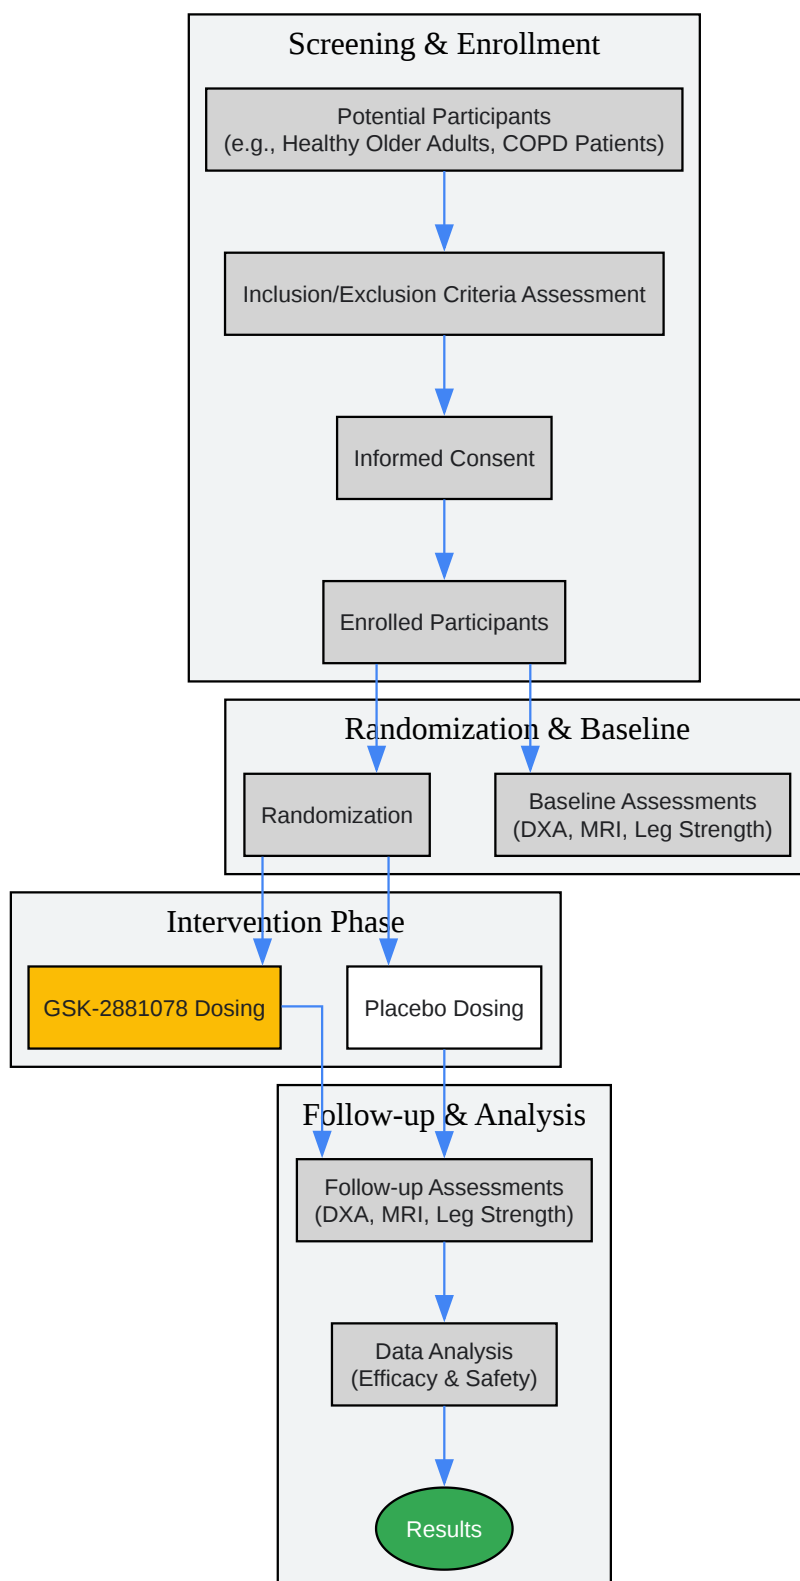 Screening & Enrollment
Potential Participants
(e.g., Healthy Older Adults, COPD Patients)
Inclusion/Exclusion Criteria Assessment
Informed Consent
Enrolled Participants
Randomization & Baseline
Randomization
Baseline Assessments
(DXA, MRI, Leg Strength)
Intervention Phase
GSK-2881078 Dosing
Placebo Dosing
Follow-up & Analysis
Follow-up Assessments
(DXA, MRI, Leg Strength)
Data Analysis
(Efficacy & Safety)
Results